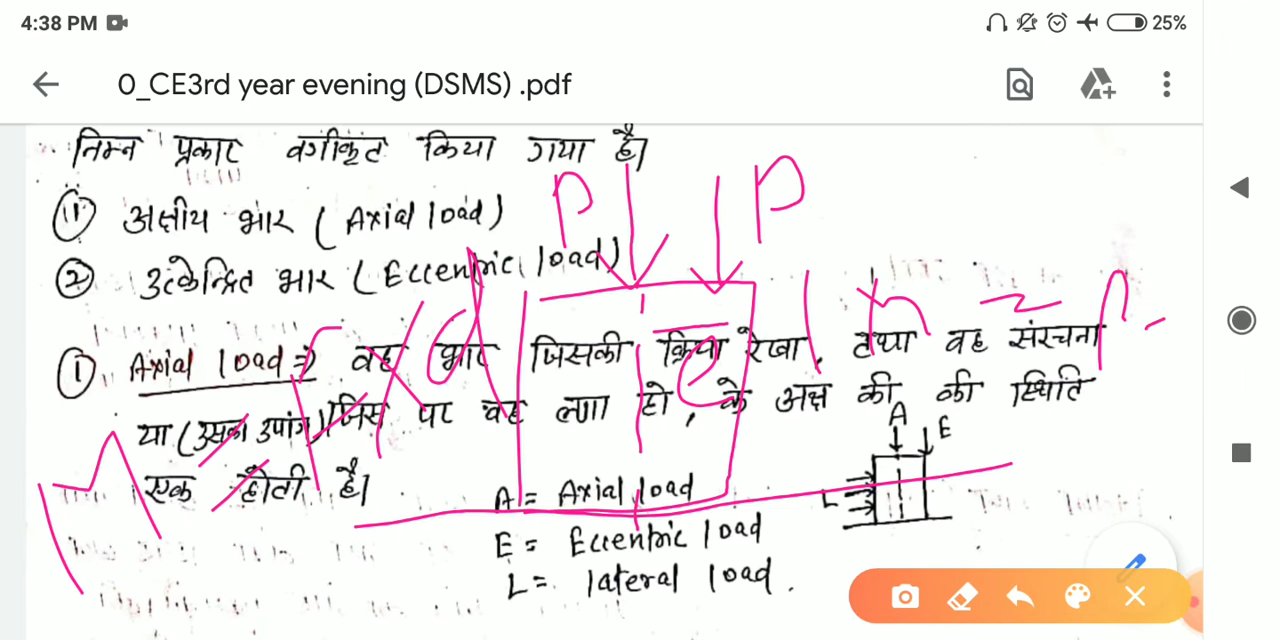 4:38 PM 25%
0_CE3rd year evening (DSMS) .pdf
निम्न प्रकार वर्गीकृत किया गया है।
① अक्षीय भार (Axial load)
② उत्केन्द्रित भार (Eccentric load)
P P
① Axial load ⇒ वह भार जिसकी क्रिया रेखा, तथा वह संरचना
या (उसका उपांग) जिस पर वह लगा हो, के अक्ष की की स्थिति
एक होती है।
e
A E
L
A = Axial load
E = Eccentric load
L = lateral load.